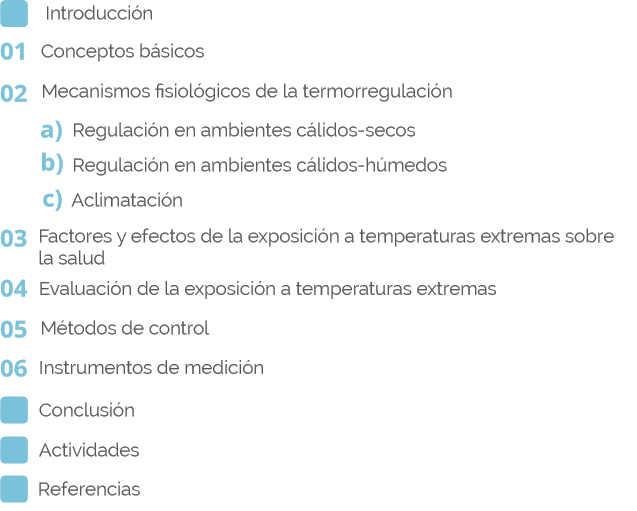 Introducción
01 Conceptos básicos
02 Mecanismos fisiológicos de la termorregulación
a) Regulación en ambientes cálidos-secos
b) Regulación en ambientes cálidos-húmedos
c) Aclimatación
03 Factores y efectos de la exposición a temperaturas extremas sobre
la salud
04 Evaluación de la exposición a temperaturas extremas
05 Métodos de control
06 Instrumentos de medición
Conclusión
Actividades
Referencias